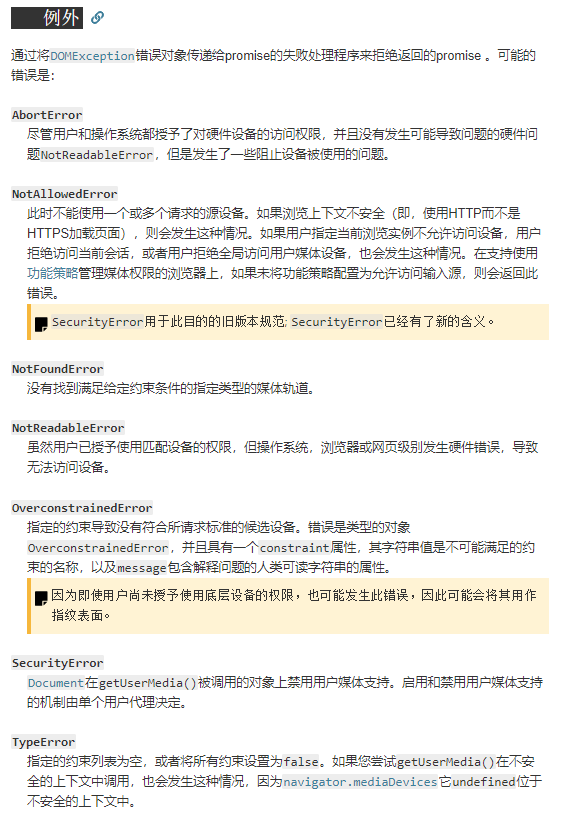 例外
通过将DOMException错误对象传递给promise的失败处理程序来拒绝返回的promise 。可能的
错误是：
AbortError
尽管用户和操作系统都授予了对硬件设备的访问权限，并且没有发生可能导致问题的硬件问
题NotReadableError，但是发生了一些阻止设备被使用的问题。
NotAllowedError
此时不能使用一个或多个请求的源设备。如果浏览上下文不安全（即，使用HTTP而不是
HTTPS加载页面），则会发生这种情况。如果用户指定当前浏览实例不允许访问设备，用户
拒绝访问当前会话，或者用户拒绝全局访问用户媒体设备，也会发生这种情况。在支持使用
功能策略管理媒体权限的浏览器上，如果未将功能策略配置为允许访问输入源，则会返回此
错误。
SecurityError用于此目的的旧版本规范; SecurityError已经有了新的含义。
NotFoundError
没有找到满足给定约束条件的指定类型的媒体轨道。
NotReadableError
虽然用户已授予使用匹配设备的权限，但操作系统，浏览器或网页级别发生硬件错误，导致
无法访问设备。
OverconstrainedError
指定的约束导致没有符合所请求标准的候选设备。错误是类型的对象
OverconstrainedError，并且具有一个constraint属性，其字符串值是不可能满足的约
束的名称，以及message包含解释问题的人类可读字符串的属性。
因为即使用户尚未授予使用底层设备的权限，也可能发生此错误，因此可能会将其用作
指纹表面。
SecurityError
Document在getUserMedia()被调用的对象上禁用用户媒体支持。启用和禁用用户媒体支持
的机制由单个用户代理决定。
TypeError
指定的约束列表为空，或者将所有约束设置为false。如果您尝试getUserMedia()在不安
全的上下文中调用，也会发生这种情况，因为navigator.mediaDevices它undefined位于
不安全的上下文中。